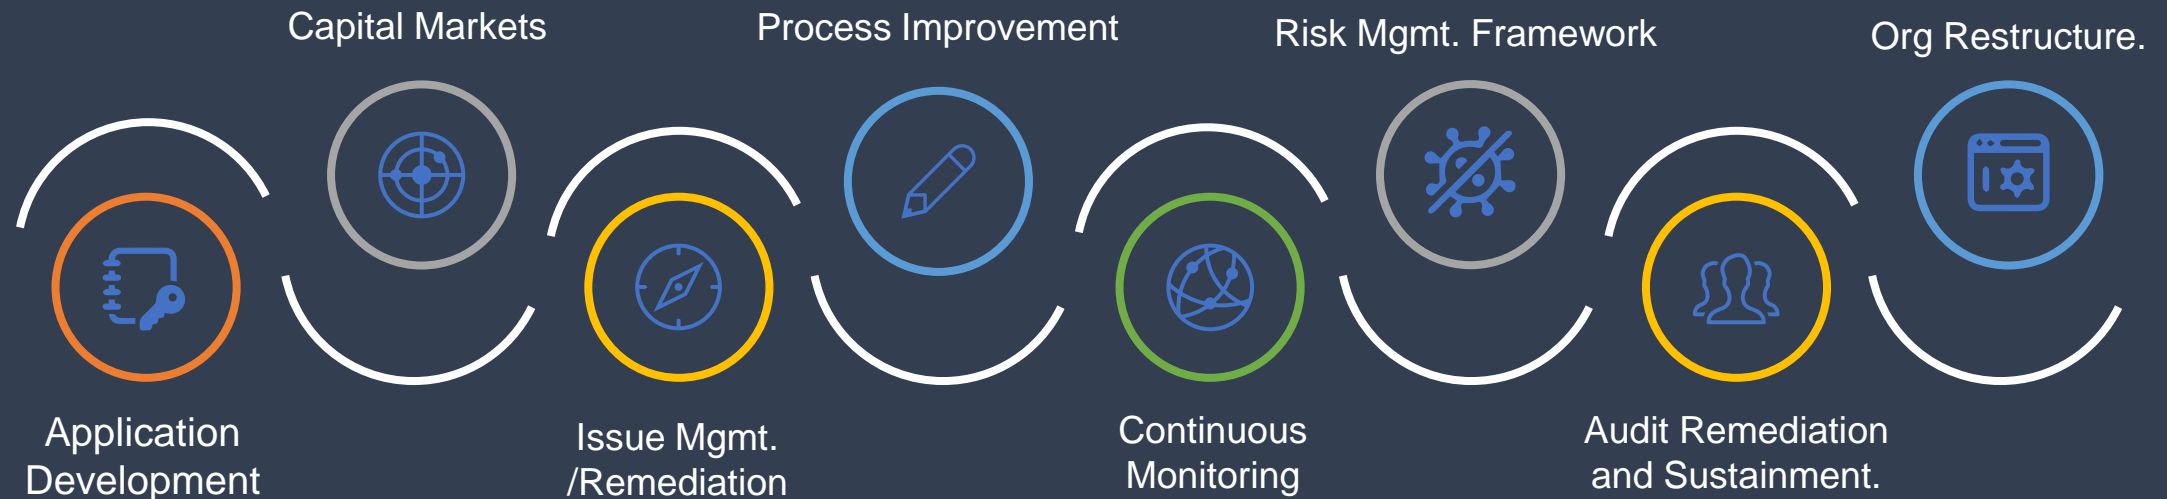 Capital Markets
Process Improvement
Risk Mgmt. Framework
Org Restructure.
Application
Development
Issue Mgmt.
/Remediation
Continuous
Monitoring
Audit Remediation
and Sustainment.